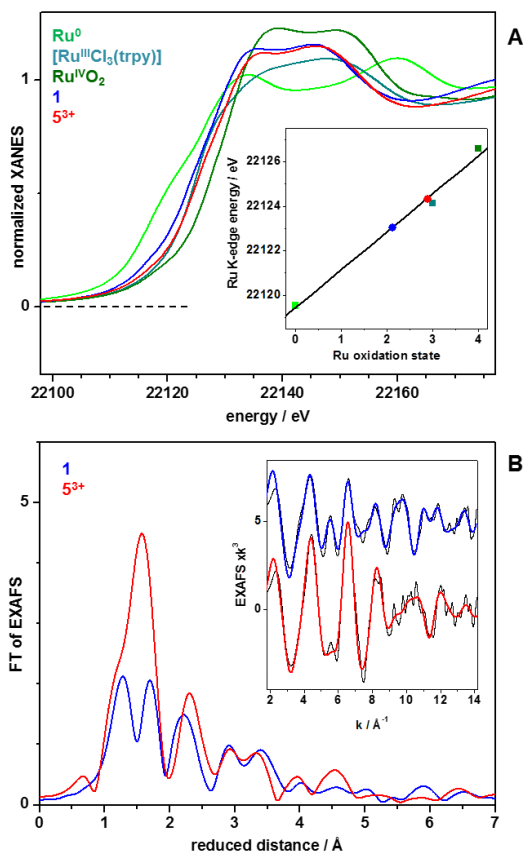 A
Ru⁰
[RuᴵᴵᴵCl₃(trpy)]
RuᴵⱽO₂
1
5³⁺
normalized XANES
1
0
22100 22120 22140 22160
energy / eV
Ru K-edge energy / eV
22126
22124
22123
22120
0 1 2 3 4
Ru oxidation state
B
1
5³⁺
FT of EXAFS
5
0
0 1 2 3 4 5 6 7
reduced distance / Å
EXAFS xk³
5
0
2 4 6 8 10 12 14
k / Å⁻¹